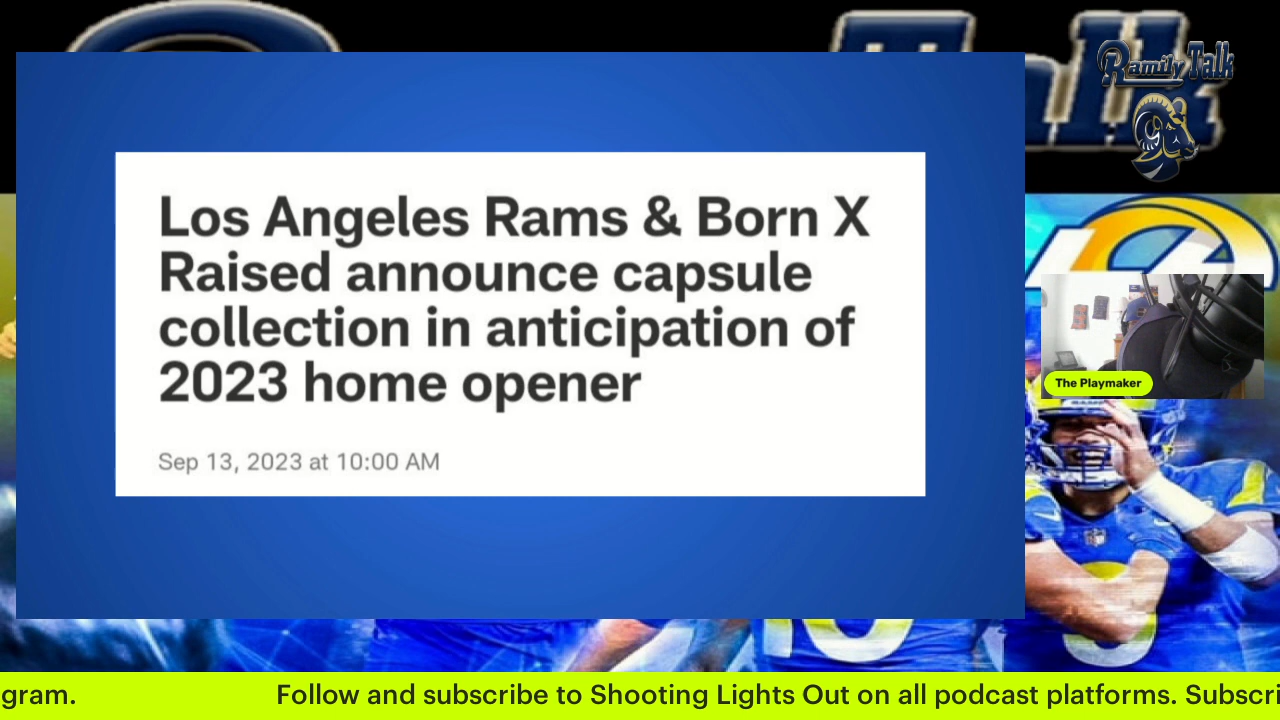 Talk
Ramily Talk
Los Angeles Rams & Born X
Raised announce capsule
collection in anticipation of
2023 home opener
Sep 13, 2023 at 10:00 AM
The Playmaker
gram. Follow and subscribe to Shooting Lights Out on all podcast platforms. Subscri